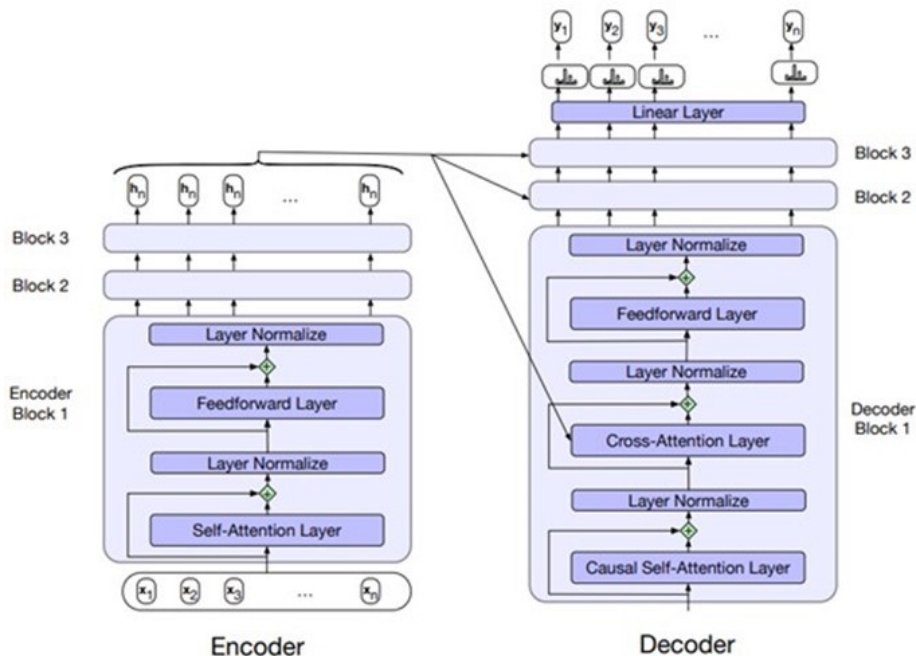 y1 y2 y3 ... yn
Linear Layer
Block 3
Block 2
Layer Normalize
+
Feedforward Layer
Layer Normalize
+
Cross-Attention Layer
Decoder
Block 1
Layer Normalize
+
Causal Self-Attention Layer
Decoder
hn hn hn ... hn
Block 3
Block 2
Layer Normalize
+
Feedforward Layer
Encoder
Block 1
Layer Normalize
+
Self-Attention Layer
x1 x2 x3 ... xn
Encoder